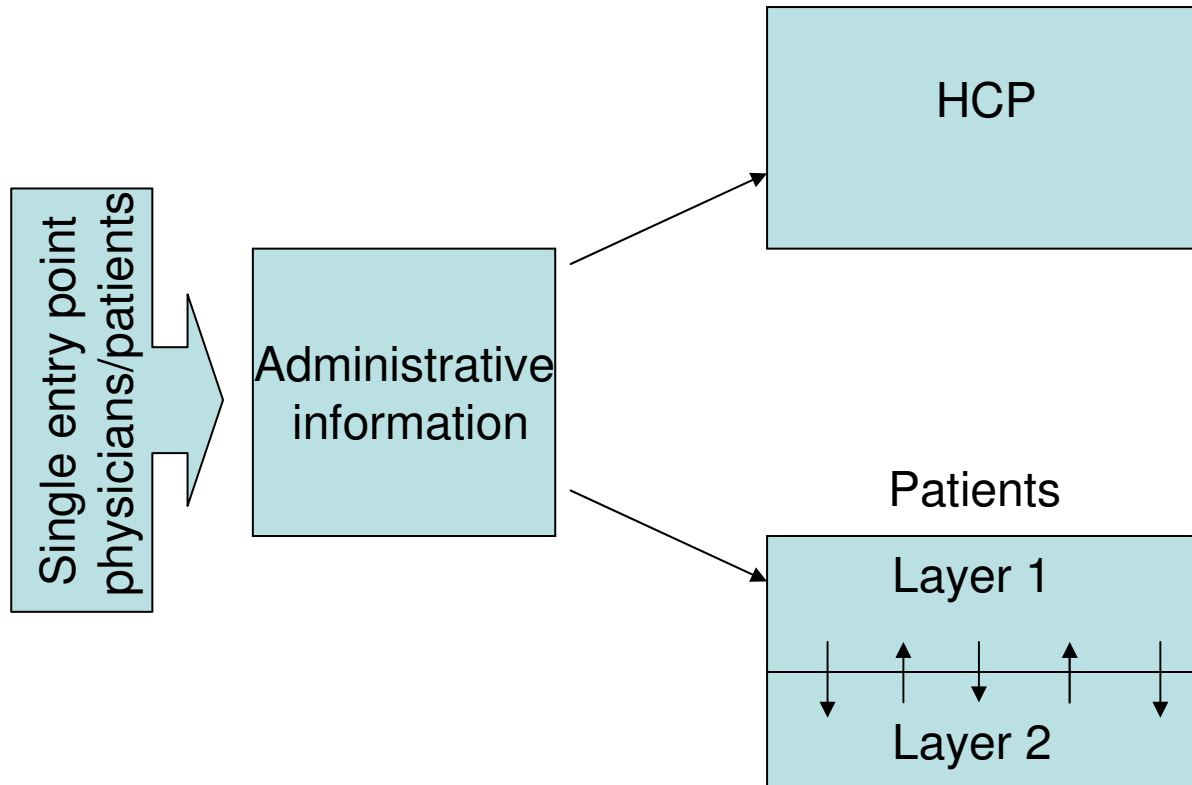 Single entry point
physicians/patients
Administrative
information
HCP
Patients
Layer 1
Layer 2